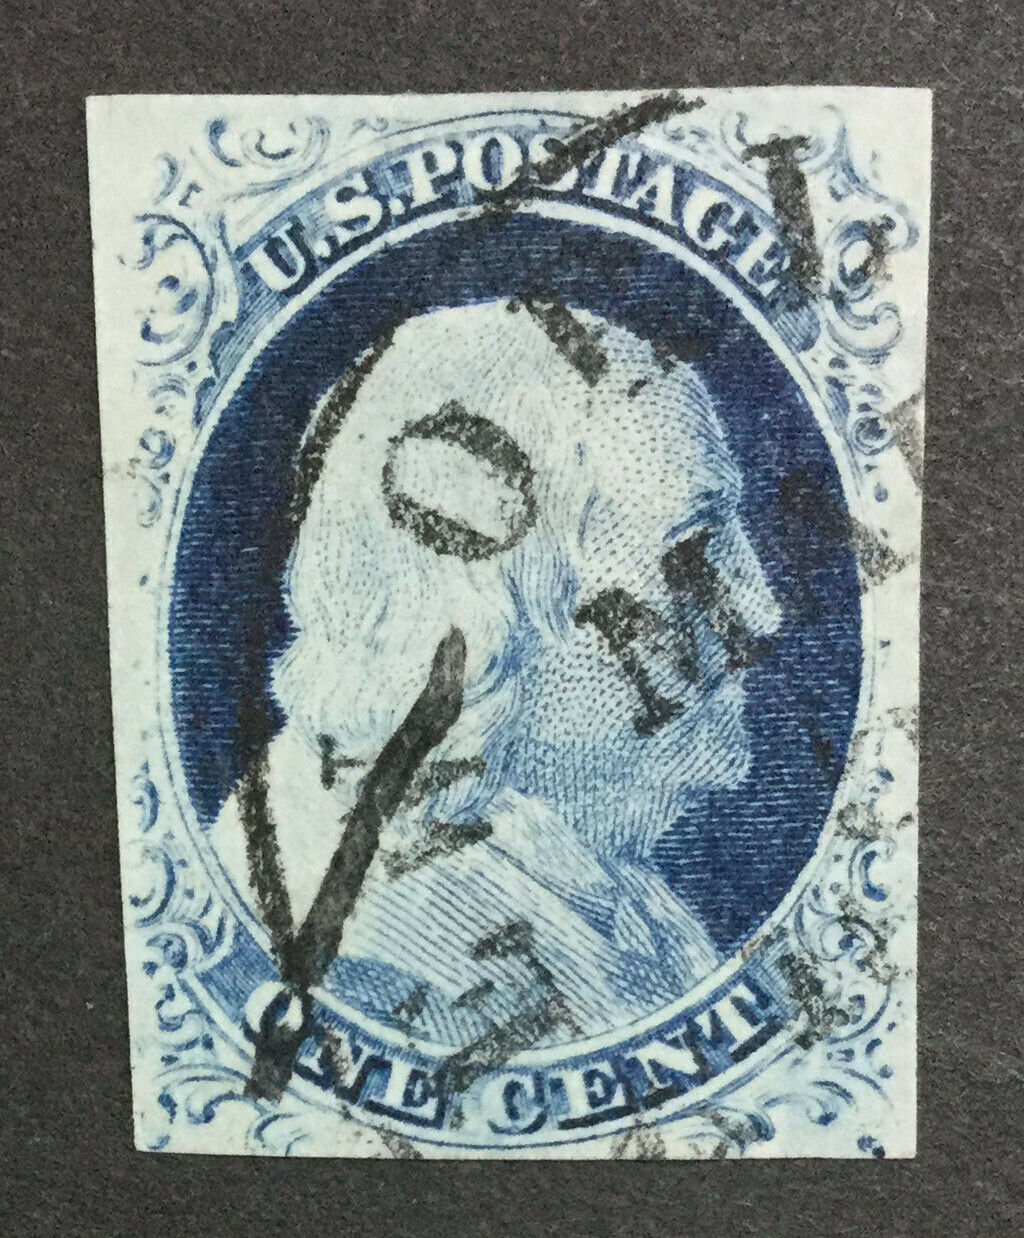 U.S. POSTAGE
O
M
ONE CENT